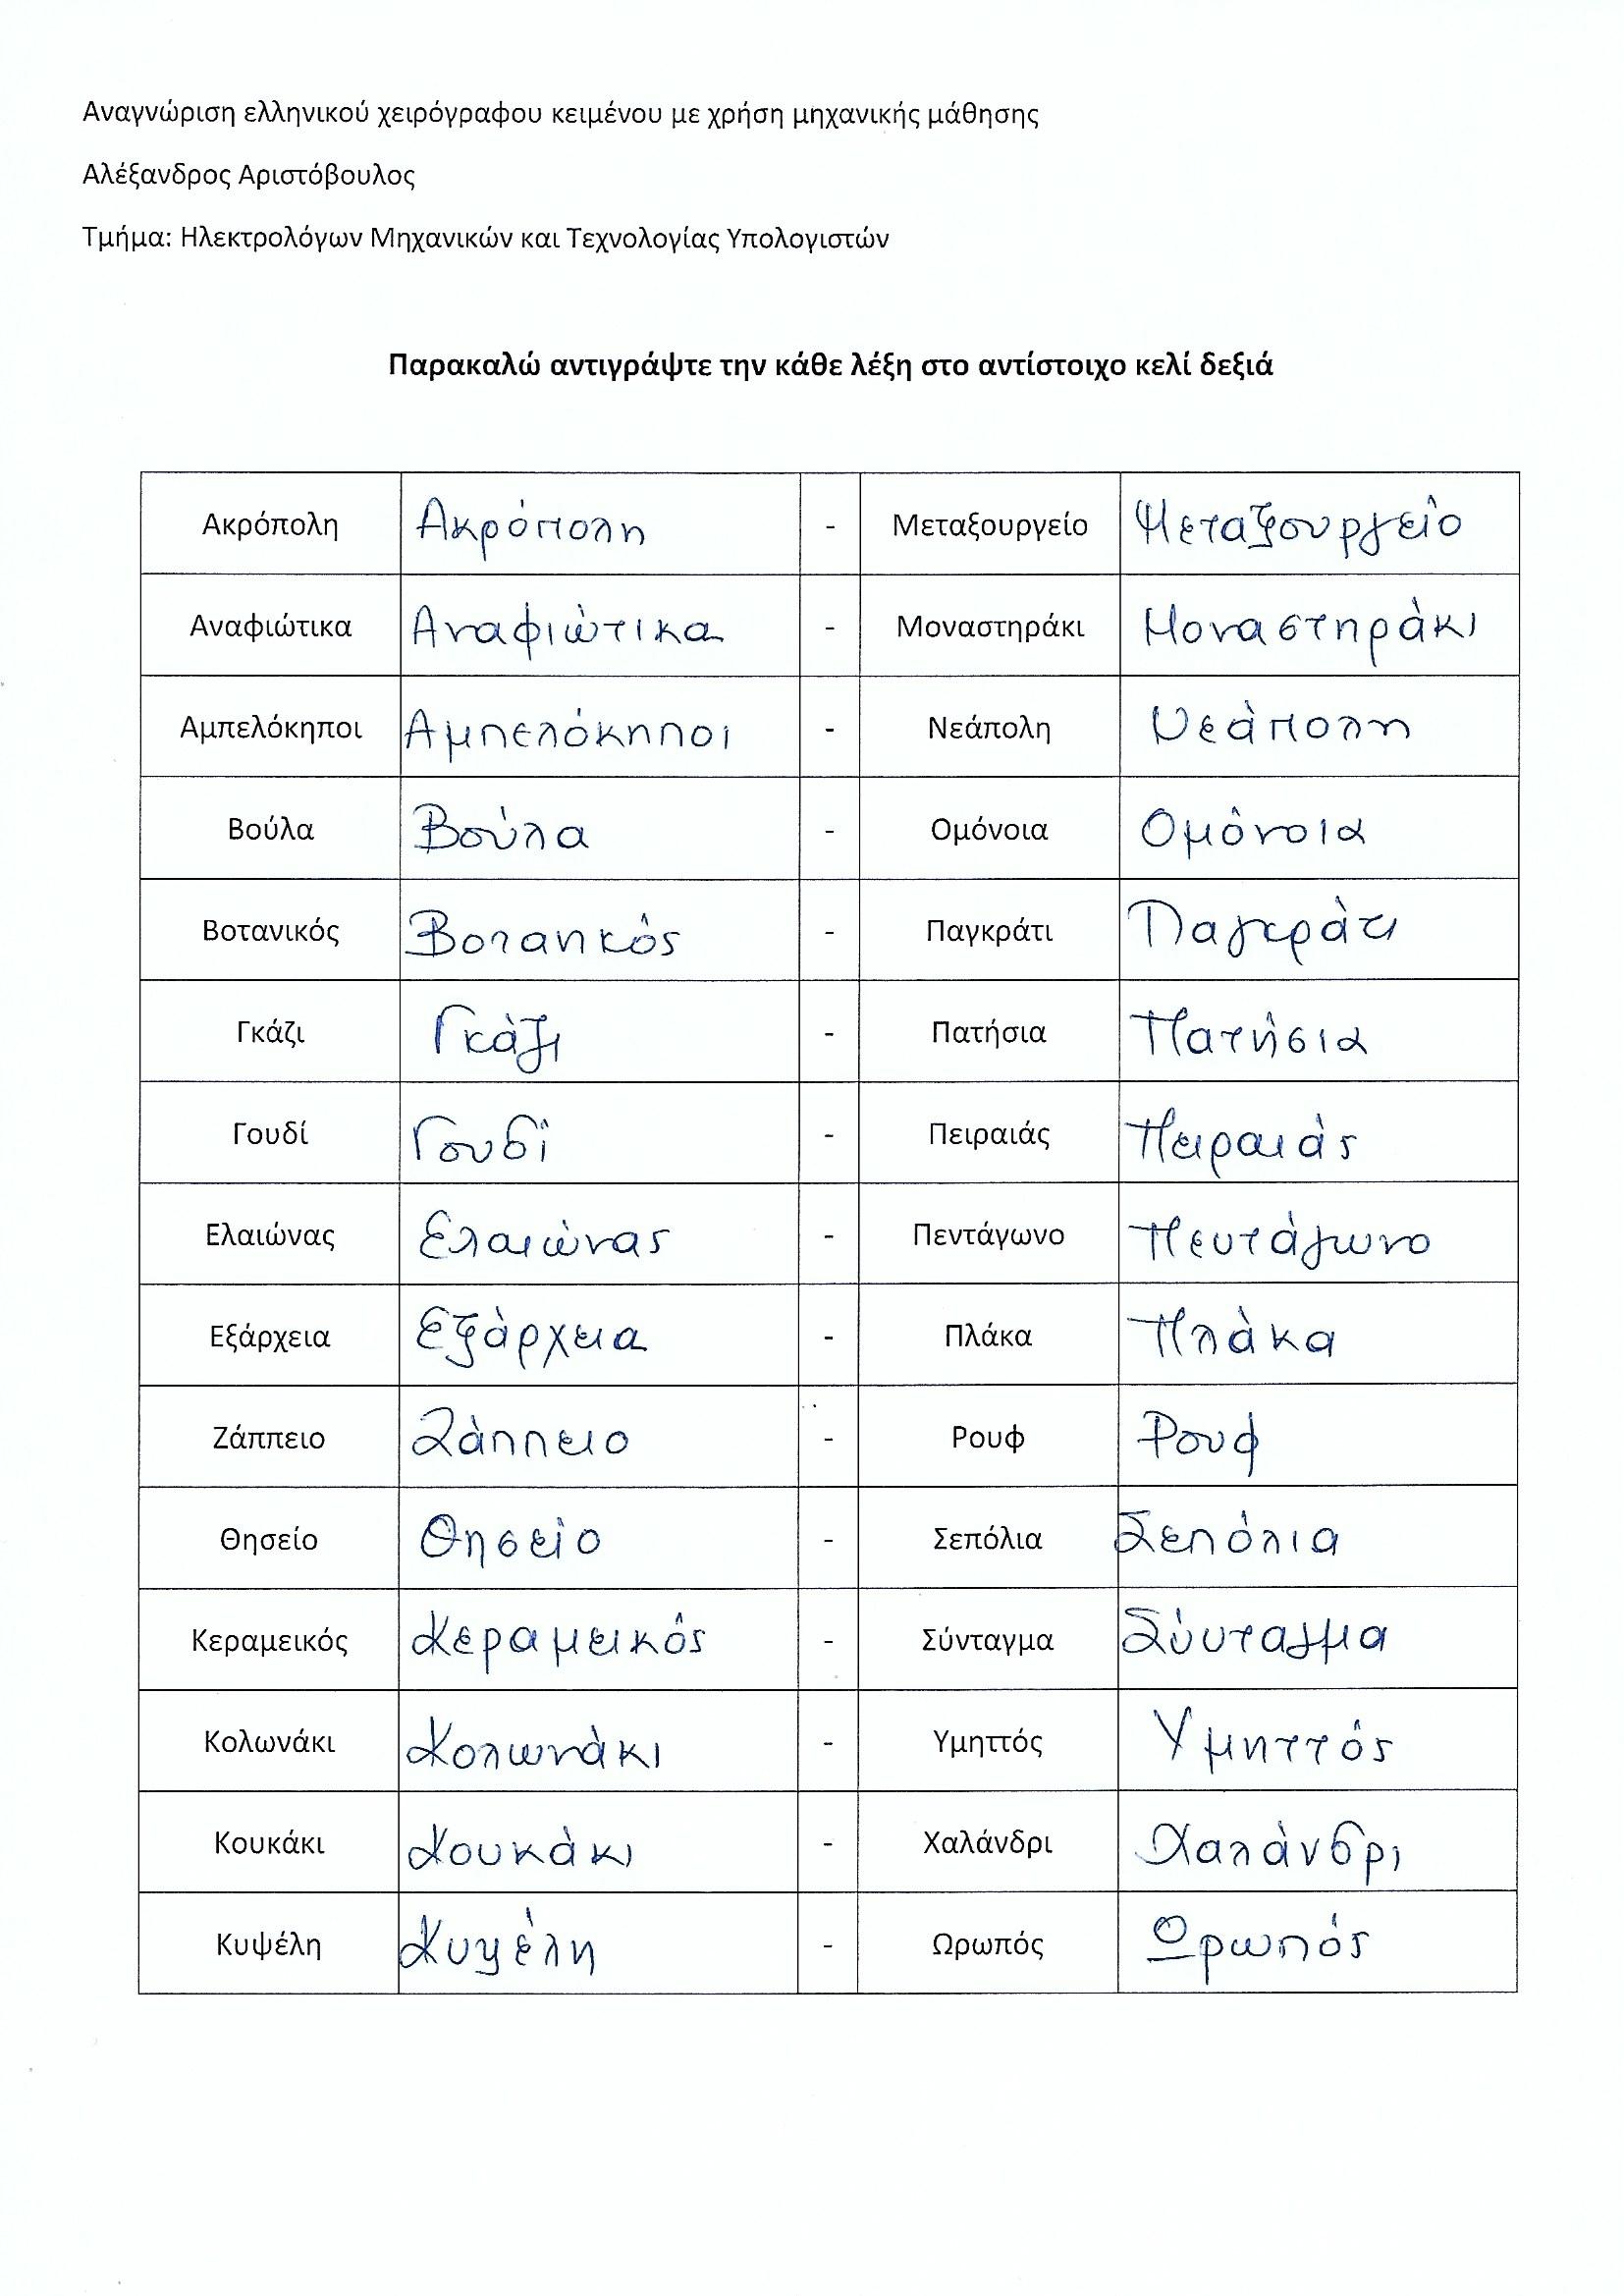 Αναγνώριση ελληνικού χειρόγραφου κειμένου με χρήση μηχανικής μάθησης
Αλέξανδρος Αριστόβουλος
Τμήμα: Ηλεκτρολόγων Μηχανικών και Τεχνολογίας Υπολογιστών
Παρακαλώ αντιγράψτε την κάθε λέξη στο αντίστοιχο κελί δεξιά
Ακρόπολη Ακρόπολη - Μεταξουργείο Μεταξουργείο
Αναφιώτικα Αναφιώτικα - Μοναστηράκι Μοναστηράκι
Αμπελόκηποι Αμπελόκηποι - Νεάπολη Νεάπολη
Βούλα Βούλα - Ομόνοια Ομόνοια
Βοτανικός Βοτανικός - Παγκράτι Παγκράτι
Γκάζι Γκάζι - Πατήσια Πατήσια
Γουδί Γουδί - Πειραιάς Πειραιάς
Ελαιώνας Ελαιώνας - Πεντάγωνο Πεντάγωνο
Εξάρχεια Εξάρχεια - Πλάκα Πλάκα
Ζάππειο Ζάππειο - Ρουφ Ρουφ
Θησείο Θησείο - Σεπόλια Σεπόλια
Κεραμεικός Κεραμεικός - Σύνταγμα Σύνταγμα
Κολωνάκι Κολωνάκι - Υμηττός Υμηττός
Κουκάκι Κουκάκι - Χαλάνδρι Χαλάνδρι
Κυψέλη Κυψέλη - Ωρωπός Ωρωπός